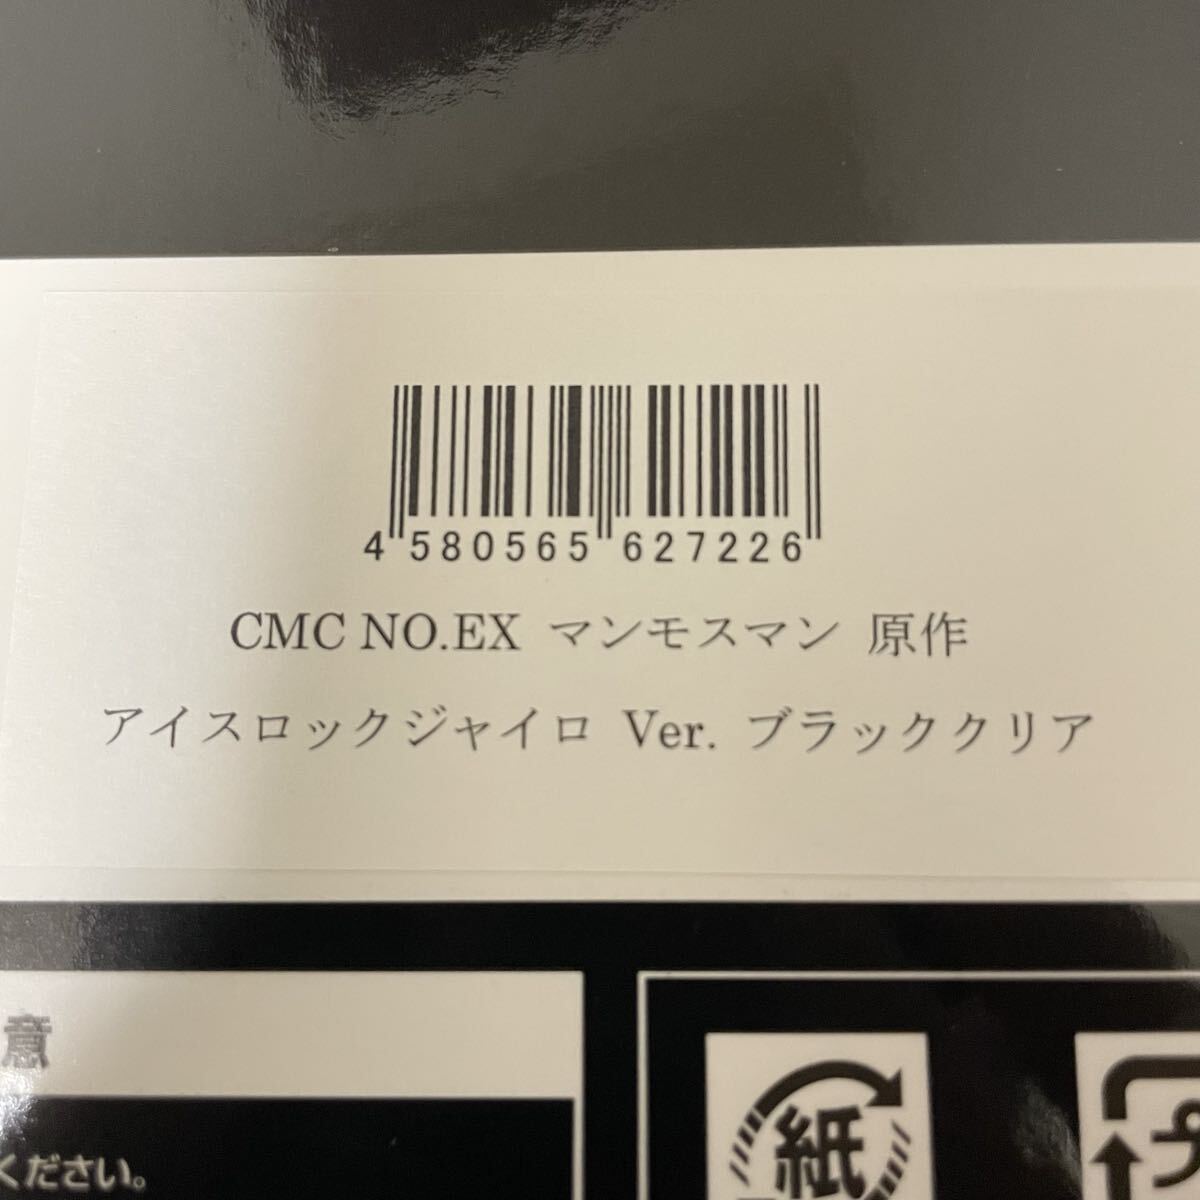 4 580565 627226
CMC NO.EX マンモスマン 原作
アイスロックジャイロ Ver. ブラッククリア
意
ください。
紙
プ